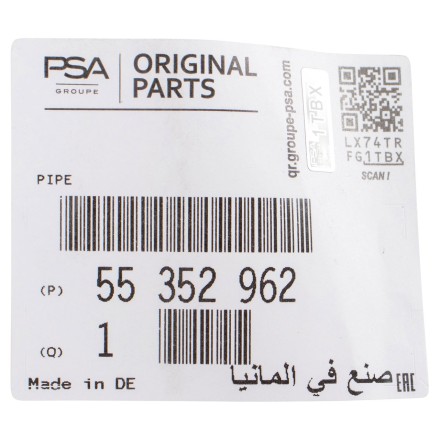 PSA
GROUPE
ORIGINAL
PARTS
qr.groupe-psa.com
1TBX
LX74TR
FG1TBX
SCAN!
PIPE
(P) 55 352 962
(Q) 1
Made in DE
صنع في المانيا
EAC